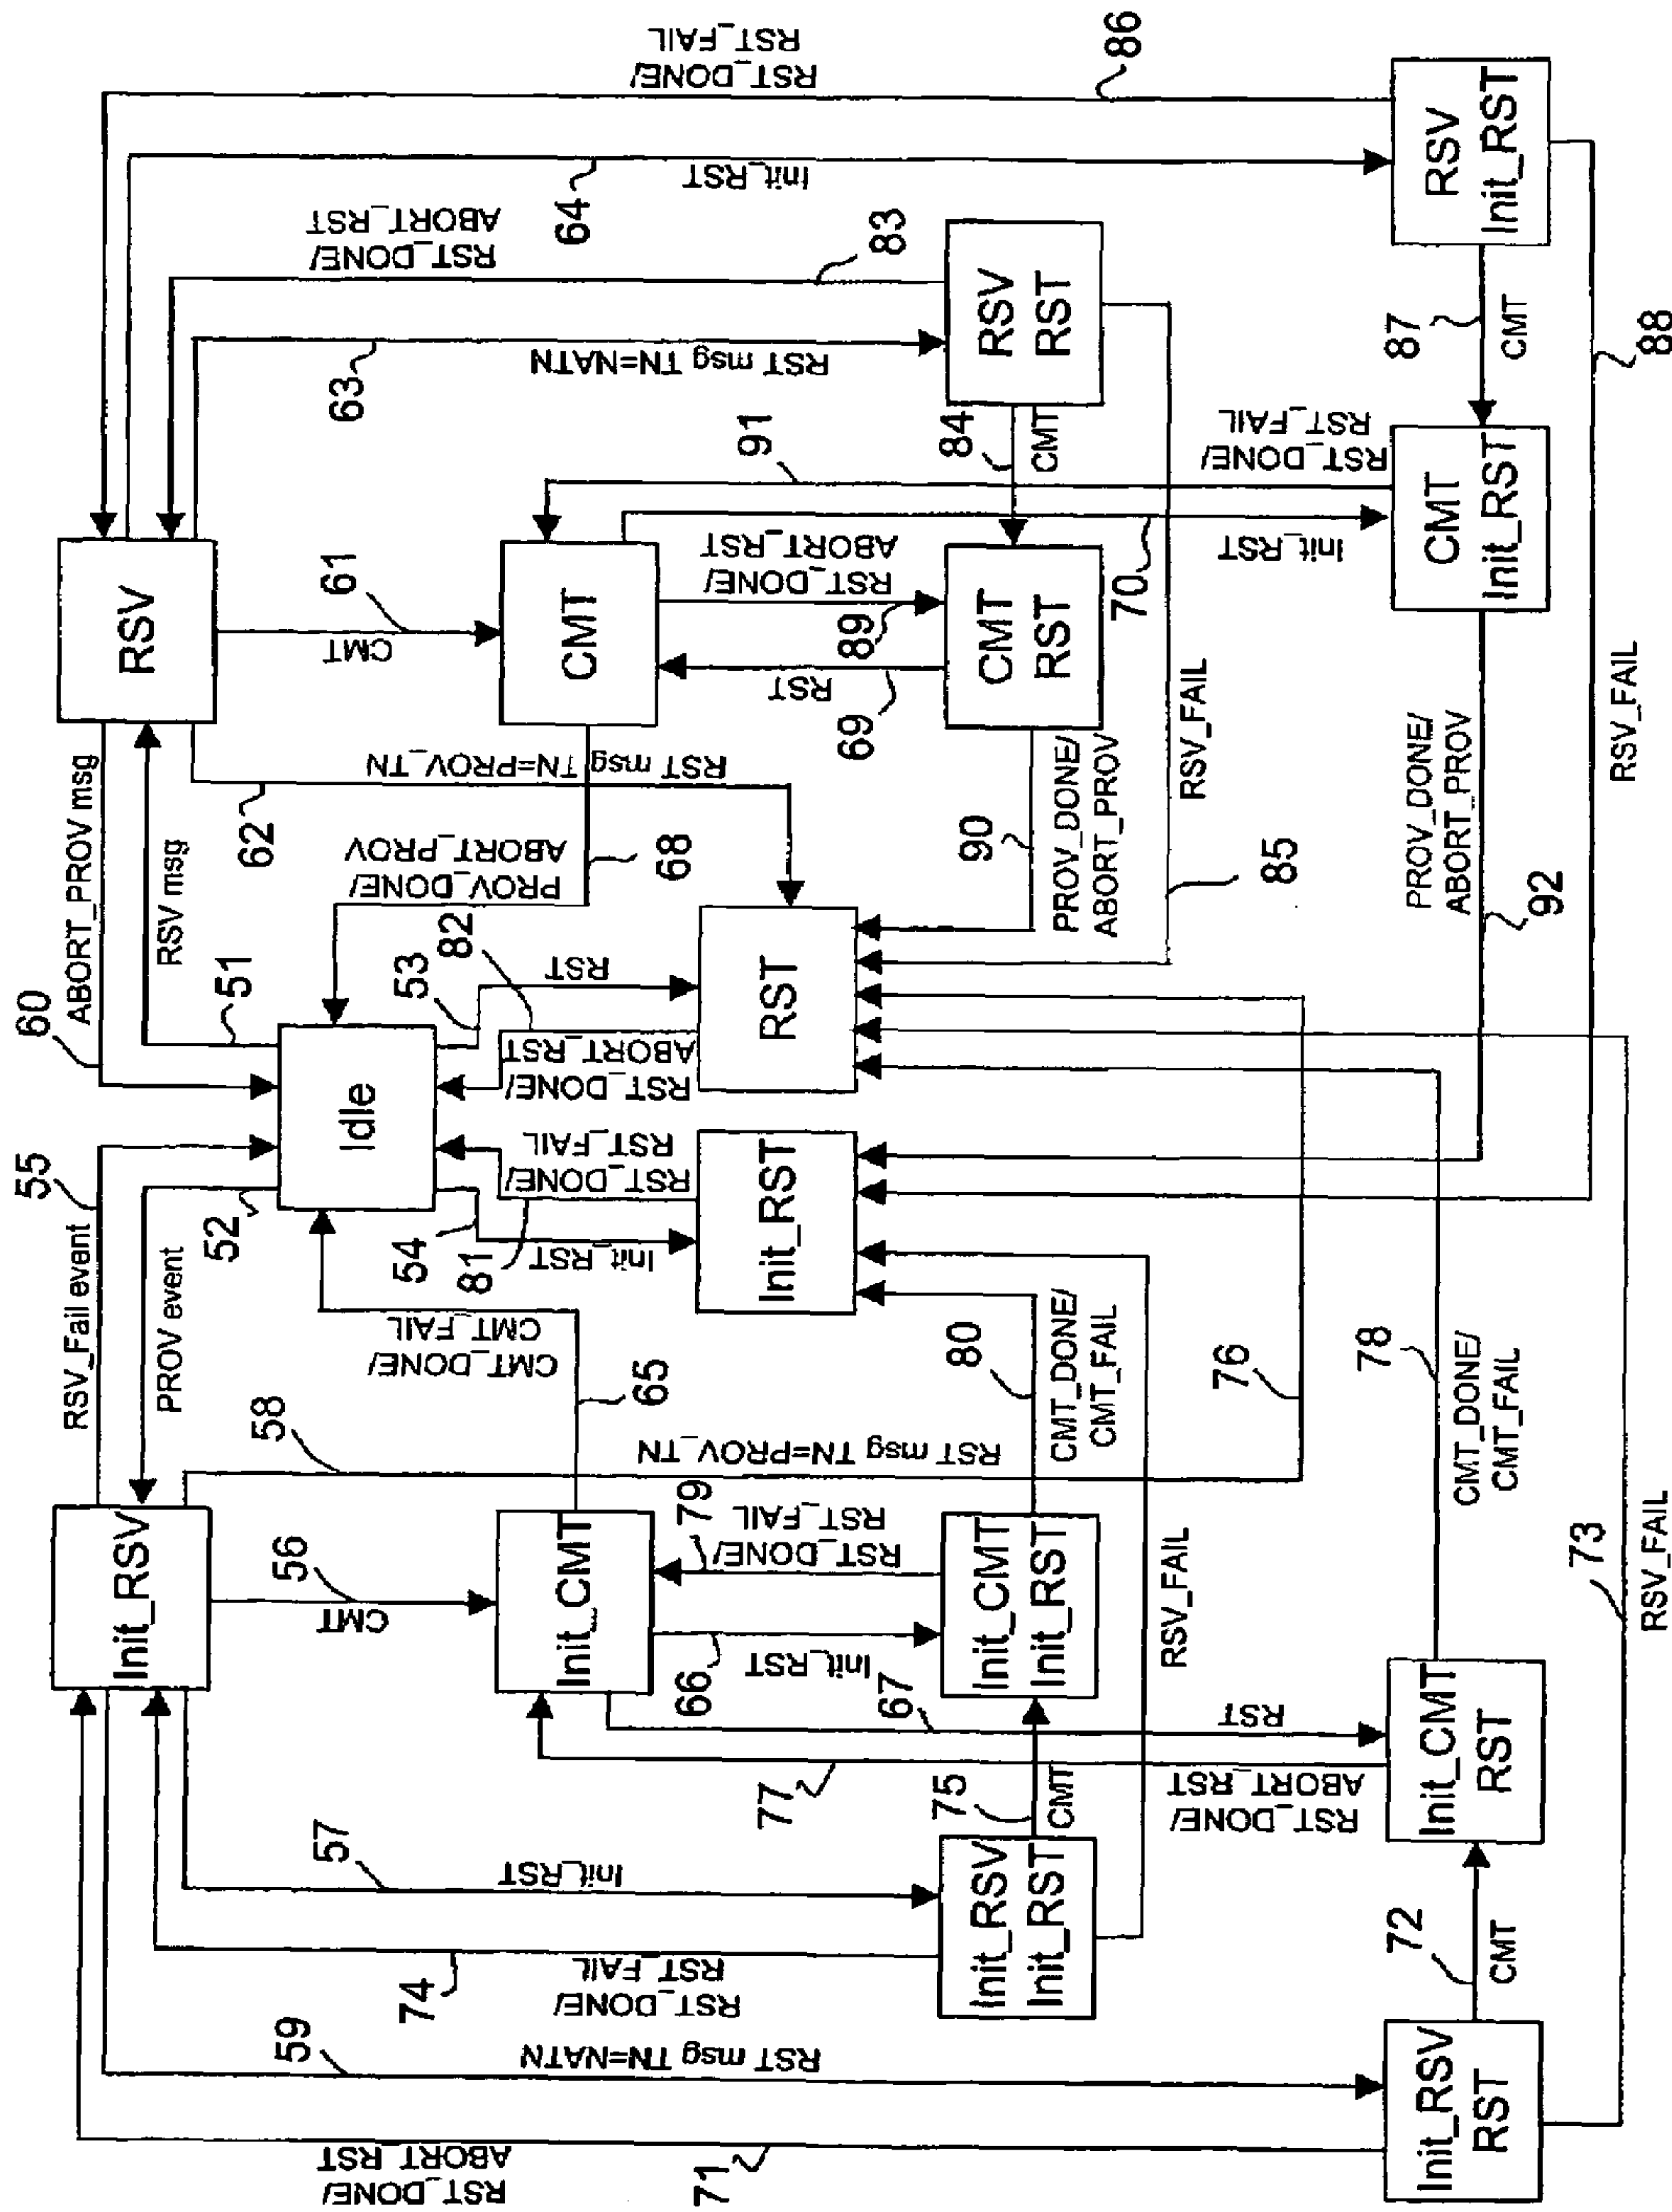 RSV_Fail event
55
52
PROV event
Init_RSV
60
ABORT_PROV msg
51
RSV msg
RSV
RST_DONE/
RST_FAIL
86
64
Init_RST
RST_DONE/
ABORT_RST
83
63
RST msg TN=NATN
61
CMT
62
RST msg TN=PROV_TN
Idle
58
RST msg TN=PROV_TN
56
CMT
57
Init_RST
74
RST_DONE/
RST_FAIL
59
RST msg TN=NATN
71
RST_DONE/
ABORT_RST
65
CMT_DONE/
CMT_FAIL
54
Init_RST
81
RST_DONE/
RST_FAIL
53
RST
82
RST_DONE/
ABORT_RST
68
PROV_DONE/
ABORT_PROV
Init_CMT
CMT
Init_RST
RST
66
Init_RST
79
RST_DONE/
RST_FAIL
67
RST
77
RST_DONE/
ABORT_RST
69
RST
89
RST_DONE/
ABORT_RST
91
RST_DONE/
RST_FAIL
70
Init_RST
84
CMT
Init_RSV
Init_RST
75
CMT
Init_CMT
Init_RST
80
CMT_DONE/
CMT_FAIL
90
PROV_DONE/
ABORT_PROV
CMT
RST
RSV
RST
RSV_FAIL
76
85
RSV_FAIL
Init_RSV
RST
72
CMT
Init_CMT
RST
78
CMT_DONE/
CMT_FAIL
92
PROV_DONE/
ABORT_PROV
CMT
Init_RST
87
CMT
RSV
Init_RST
73
RSV_FAIL
88
RSV_FAIL